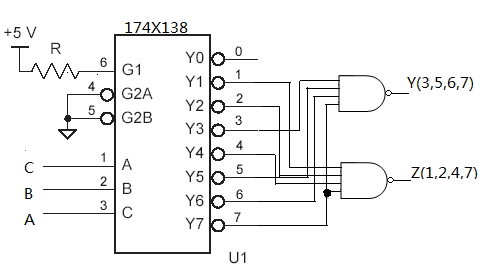 174X138
+5 V
R
6 G1
4 G2A
5 G2B
C 1 A
B 2 B
A 3 C
Y0 0
Y1 1
Y2 2
Y3 3
Y4 4
Y5 5
Y6 6
Y7 7
U1
Y(3,5,6,7)
Z(1,2,4,7)